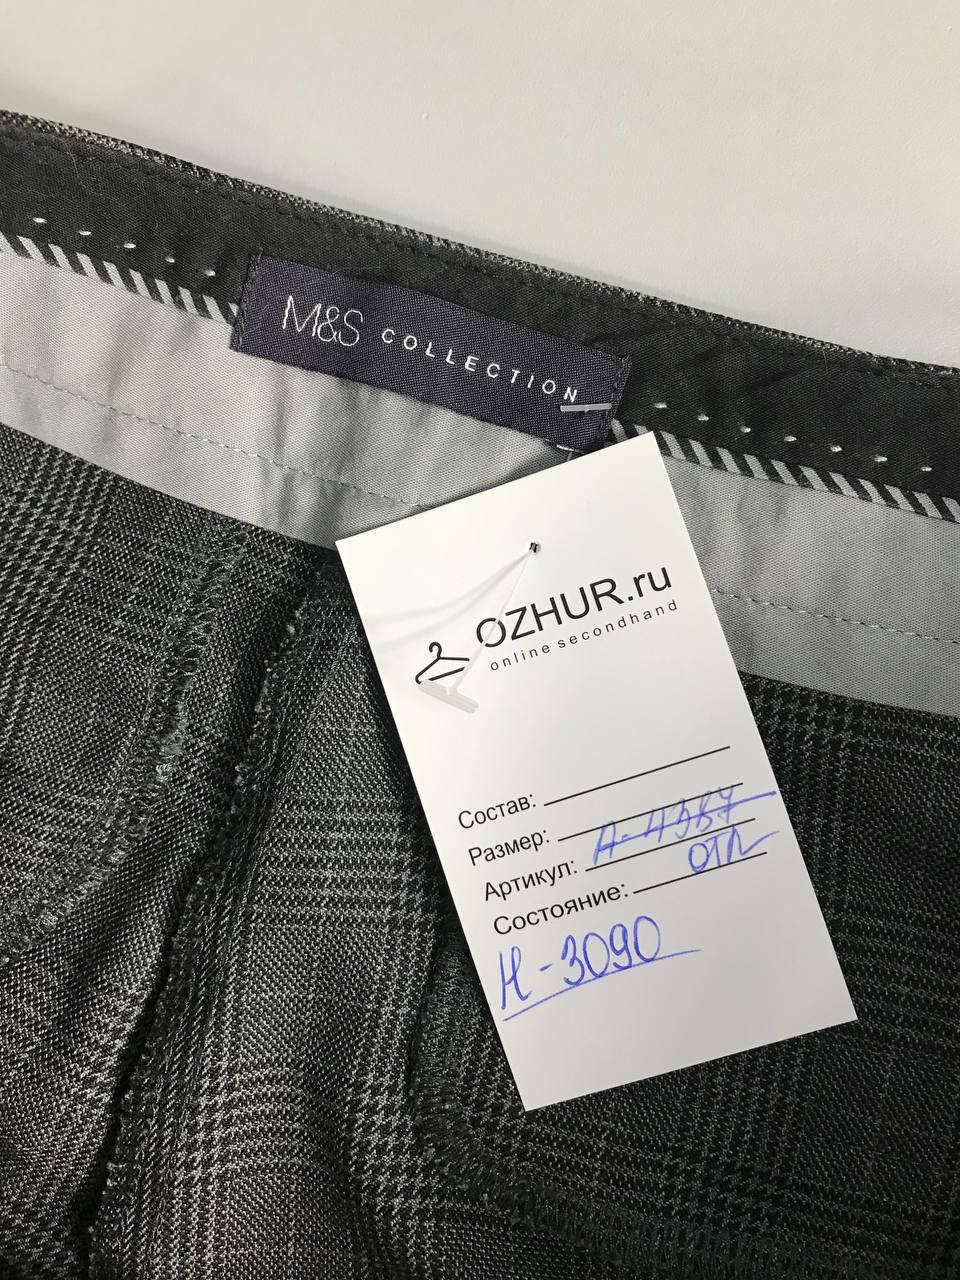 M&S COLLECTION
OZHUR.ru
online secondhand
Состав:
Размер:
Артикул: А-4387
Состояние: ОТЛ
Н-3090